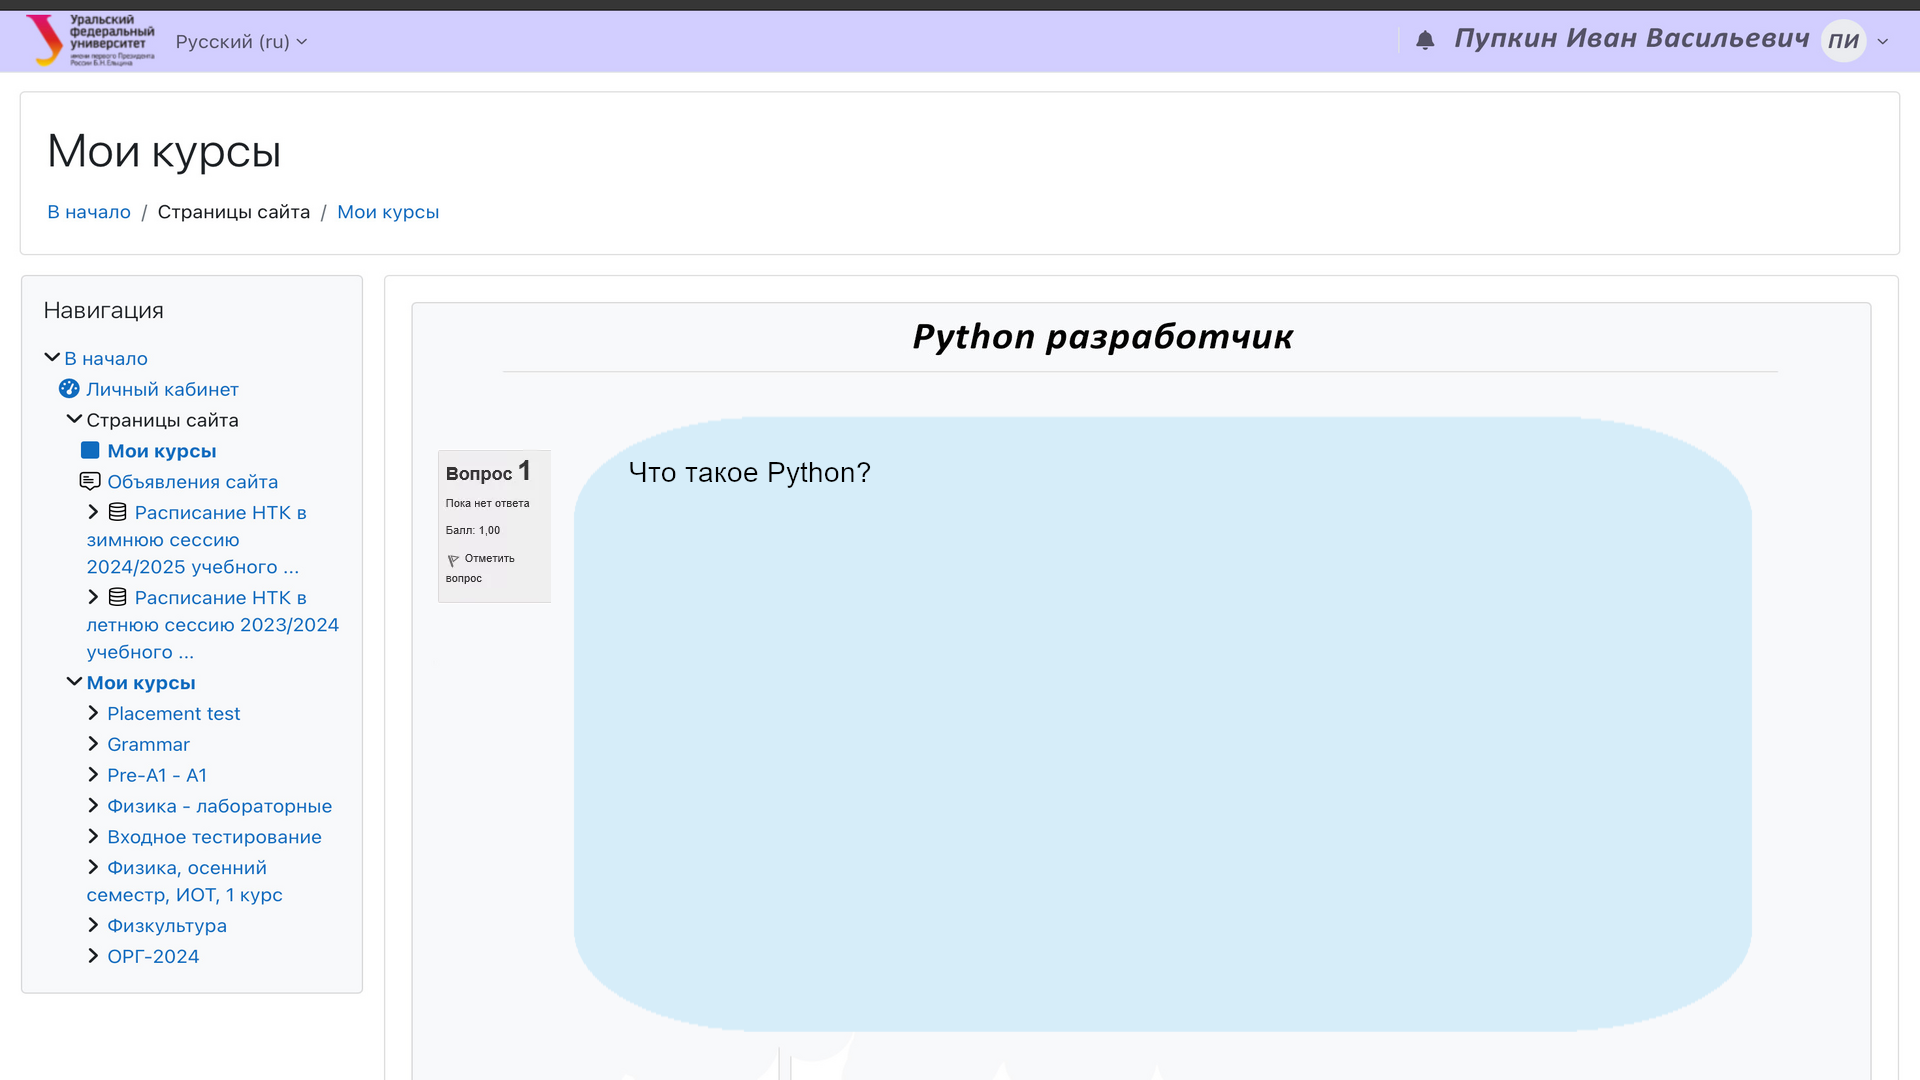 Уральский
федеральный
университет
имени первого Президента
России Б.Н.Ельцина
Русский (ru)
Пупкин Иван Васильевич
ПИ
Мои курсы
В начало / Страницы сайта / Мои курсы
Навигация
В начало
Личный кабинет
Страницы сайта
Мои курсы
Объявления сайта
Расписание НТК в
зимнюю сессию
2024/2025 учебного ...
Расписание НТК в
летнюю сессию 2023/2024
учебного ...
Мои курсы
Placement test
Grammar
Pre-A1 - A1
Физика - лабораторные
Входное тестирование
Физика, осенний
семестр, ИОТ, 1 курс
Физкультура
ОРГ-2024
Python разработчик
Вопрос 1
Пока нет ответа
Балл: 1,00
Отметить
вопрос
Что такое Python?